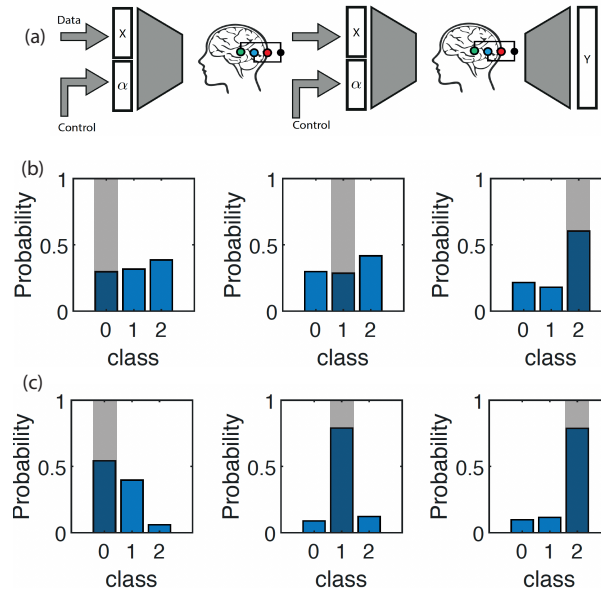 (a)
Data
X
α
Control
X
α
Control
Y
(b)
Probability
1
0.5
0
0 1 2
class
Probability
1
0.5
0
0 1 2
class
Probability
1
0.5
0
0 1 2
class
(c)
Probability
1
0.5
0
0 1 2
class
Probability
1
0.5
0
0 1 2
class
Probability
1
0.5
0
0 1 2
class